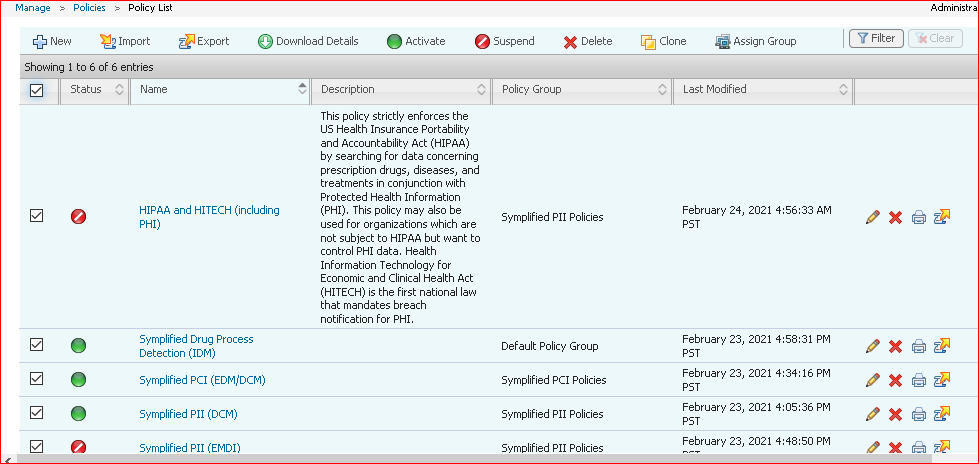 Manage > Policies > Policy List Administra
New Import Export Download Details Activate Suspend Delete Clone Assign Group Filter Clear
Showing 1 to 6 of 6 entries
Status Name Description Policy Group Last Modified
This policy strictly enforces the
US Health Insurance Portability
and Accountability Act (HIPAA)
by searching for data concerning
prescription drugs, diseases, and
treatments in conjunction with
Protected Health Information
(PHI). This policy may also be
used for organizations which are
not subject to HIPAA but want to
control PHI data. Health
Information Technology for
Economic and Clinical Health Act
(HITECH) is the first national law
that mandates breach
notification for PHI.
HIPAA and HITECH (including
PHI)
Symplified PII Policies
February 24, 2021 4:56:33 AM
PST
Symplified Drug Process
Detection (IDM)
Default Policy Group
February 23, 2021 4:58:31 PM
PST
Symplified PCI (EDM/DCM)
Symplified PCI Policies
February 23, 2021 4:34:16 PM
PST
Symplified PII (DCM)
Symplified PII Policies
February 23, 2021 4:05:36 PM
PST
Symplified PII (EMDI)
Symplified PII Policies
February 23, 2021 4:48:50 PM
PST